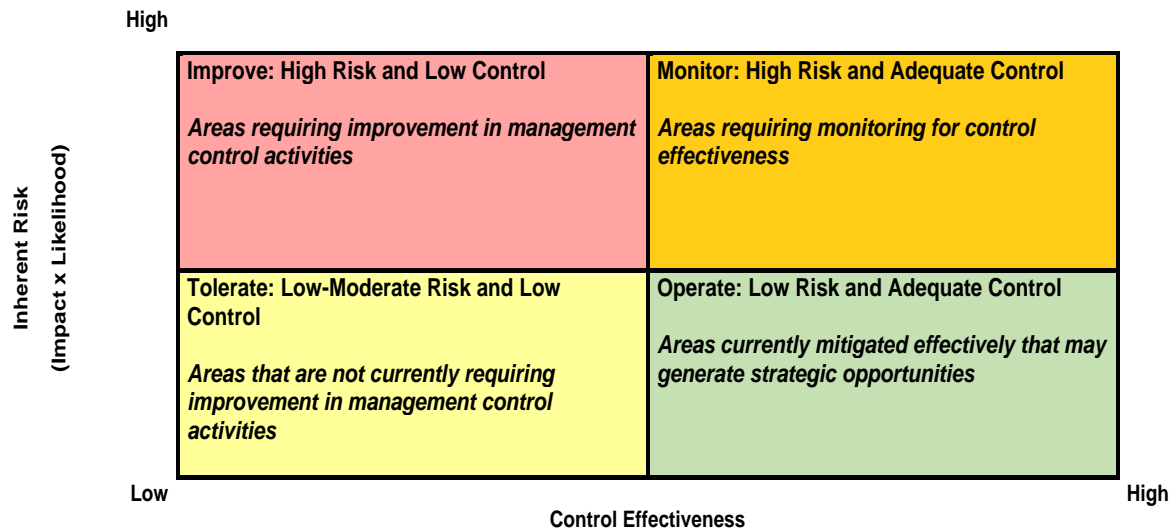 High
Improve: High Risk and Low Control
Areas requiring improvement in management
control activities
Monitor: High Risk and Adequate Control
Areas requiring monitoring for control
effectiveness
Inherent Risk
(Impact x Likelihood)
Tolerate: Low-Moderate Risk and Low
Control
Areas that are not currently requiring
improvement in management control
activities
Operate: Low Risk and Adequate Control
Areas currently mitigated effectively that may
generate strategic opportunities
Low
High
Control Effectiveness